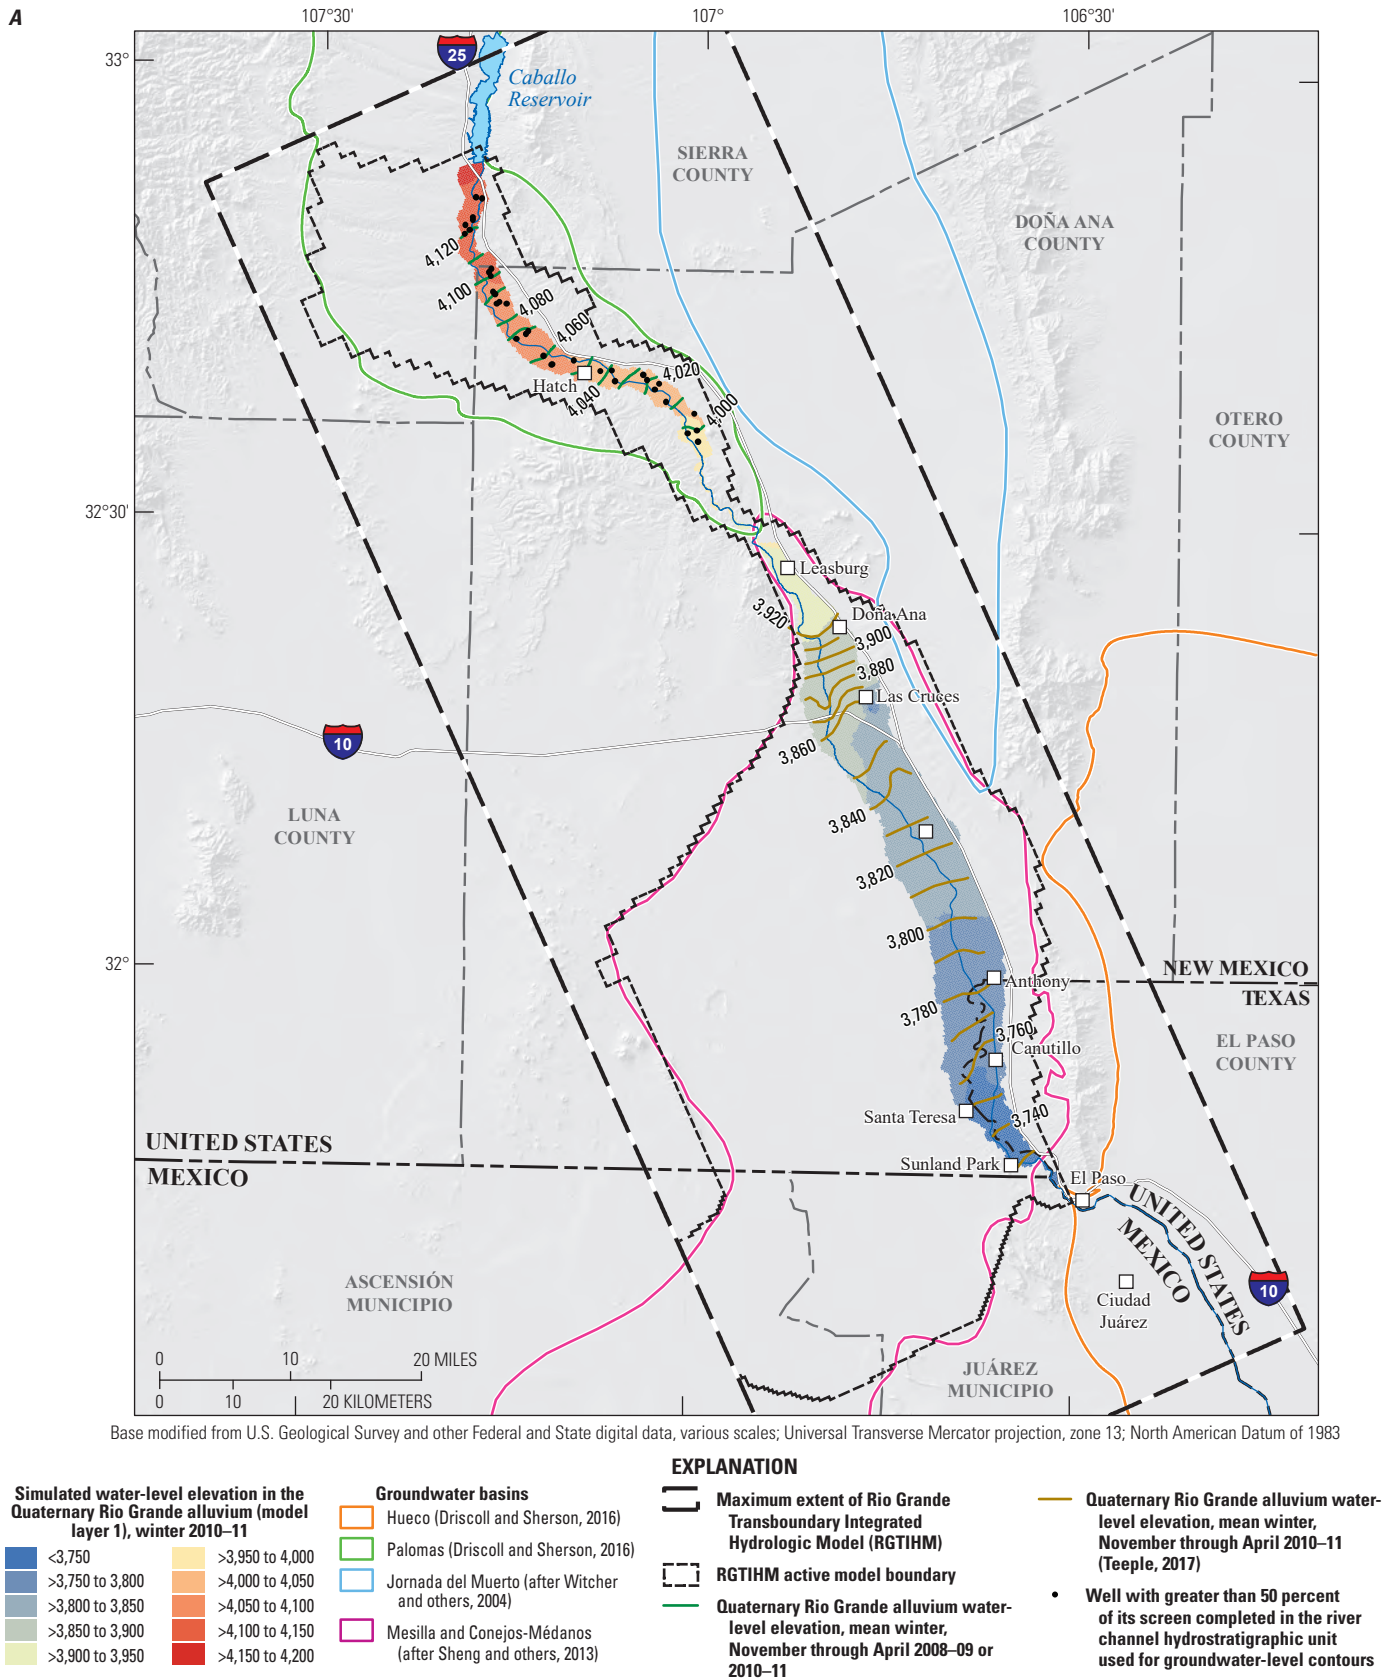 A
107°30'
107°
106°30'
33°
25
Caballo
Reservoir
SIERRA
COUNTY
DOÑA ANA
COUNTY
4,120
4,100
4,080
4,060
4,020
Hatch
4,040
4,000
OTERO
COUNTY
32°30'
Leasburg
3,920
Doña Ana
3,900
3,880
Las Cruces
10
3,860
LUNA
COUNTY
3,840
3,820
3,800
32°
NEW MEXICO
TEXAS
Anthony
3,780
3,760
Canutillo
EL PASO
COUNTY
Santa Teresa
3,740
UNITED STATES
MEXICO
Sunland Park
El Paso
UNITED STATES
MEXICO
ASCENSIÓN
MUNICIPIO
Ciudad
Juárez
10
0 10 20 MILES
0 10 20 KILOMETERS
JUÁREZ
MUNICIPIO
Base modified from U.S. Geological Survey and other Federal and State digital data, various scales; Universal Transverse Mercator projection, zone 13; North American Datum of 1983
EXPLANATION
Simulated water-level elevation in the
Quaternary Rio Grande alluvium (model
layer 1), winter 2010–11
<3,750
>3,750 to 3,800
>3,800 to 3,850
>3,850 to 3,900
>3,900 to 3,950
>3,950 to 4,000
>4,000 to 4,050
>4,050 to 4,100
>4,100 to 4,150
>4,150 to 4,200
Groundwater basins
Hueco (Driscoll and Sherson, 2016)
Palomas (Driscoll and Sherson, 2016)
Jornada del Muerto (after Witcher
and others, 2004)
Mesilla and Conejos-Médanos
(after Sheng and others, 2013)
Maximum extent of Rio Grande
Transboundary Integrated
Hydrologic Model (RGTIHM)
RGTIHM active model boundary
Quaternary Rio Grande alluvium water-
level elevation, mean winter,
November through April 2008–09 or
2010–11
Quaternary Rio Grande alluvium water-
level elevation, mean winter,
November through April 2010–11
(Teeple, 2017)
Well with greater than 50 percent
of its screen completed in the river
channel hydrostratigraphic unit
used for groundwater-level contours